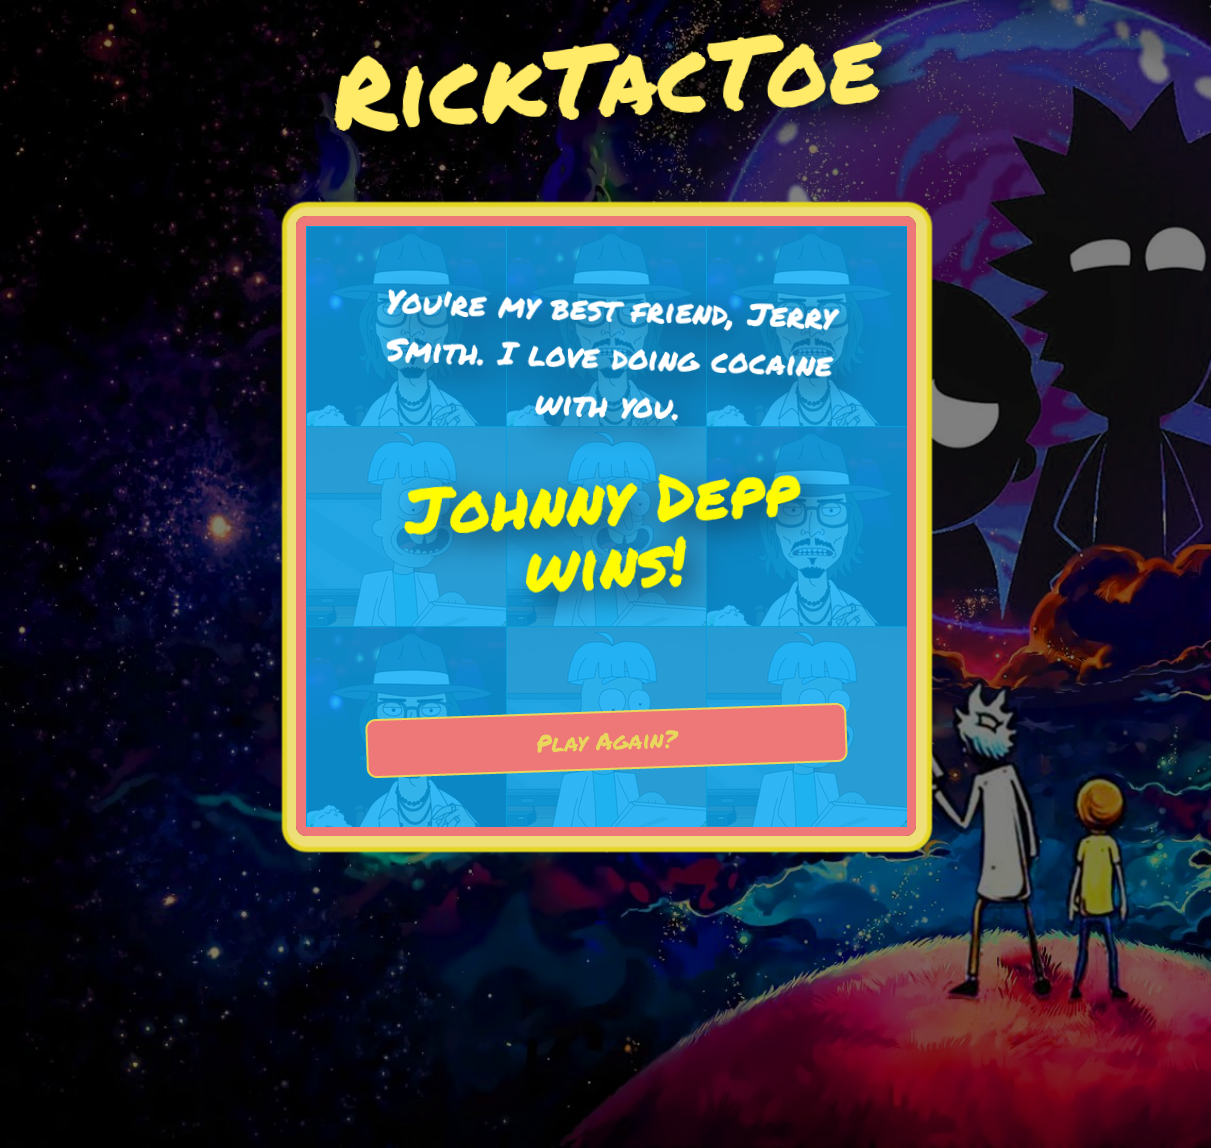 RickTacToe
You're my best friend, Jerry
Smith. I love doing cocaine
with you.
Johnny Depp
wins!
Play Again?